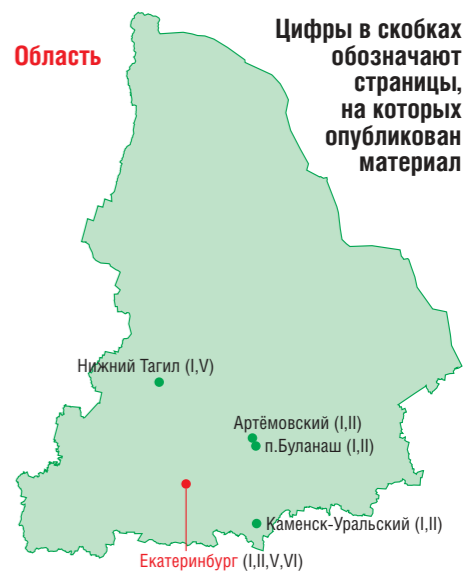 Область
Цифры в скобках
обозначают
страницы,
на которых
опубликован
материал
Нижний Тагил (I,V)
Артёмовский (I,II)
п.Буланаш (I,II)
Каменск-Уральский (I,II)
Екатеринбург (I,II,V,VI)